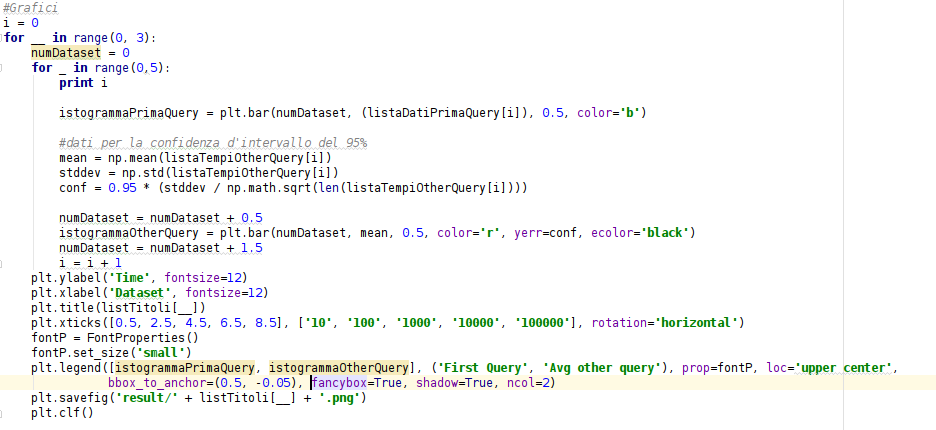 #Grafici
i = 0
for __ in range(0, 3):
    numDataset = 0
    for _ in range(0,5):
        print i

        istogrammaPrimaQuery = plt.bar(numDataset, (listaDatiPrimaQuery[i]), 0.5, color='b')

        #dati per la confidenza d'intervallo del 95%
        mean = np.mean(listaTempiOtherQuery[i])
        stddev = np.std(listaTempiOtherQuery[i])
        conf = 0.95 * (stddev / np.math.sqrt(len(listaTempiOtherQuery[i])))

        numDataset = numDataset + 0.5
        istogrammaOtherQuery = plt.bar(numDataset, mean, 0.5, color='r', yerr=conf, ecolor='black')
        numDataset = numDataset + 1.5
        i = i + 1
    plt.ylabel('Time', fontsize=12)
    plt.xlabel('Dataset', fontsize=12)
    plt.title(listTitoli[__])
    plt.xticks([0.5, 2.5, 4.5, 6.5, 8.5], ['10', '100', '1000', '10000', '100000'], rotation='horizontal')
    fontP = FontProperties()
    fontP.set_size('small')
    plt.legend([istogrammaPrimaQuery, istogrammaOtherQuery], ('First Query', 'Avg other query'), prop=fontP, loc='upper center',
               bbox_to_anchor=(0.5, -0.05), fancybox=True, shadow=True, ncol=2)
    plt.savefig('result/' + listTitoli[__] + '.png')
    plt.clf()